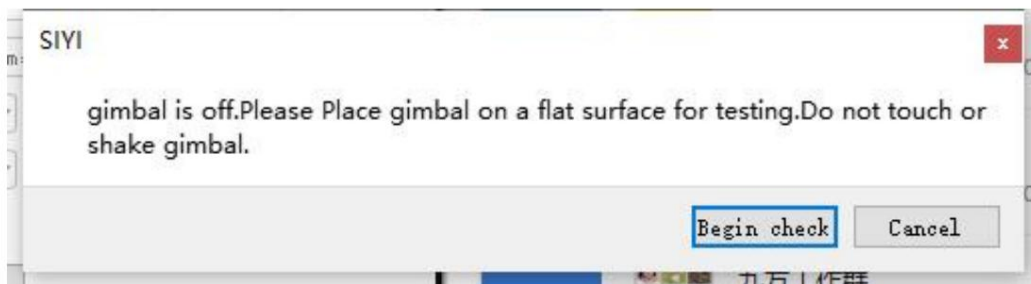 SIYI
x
gimbal is off.Please Place gimbal on a flat surface for testing.Do not touch or
shake gimbal.
Begin check
Cancel